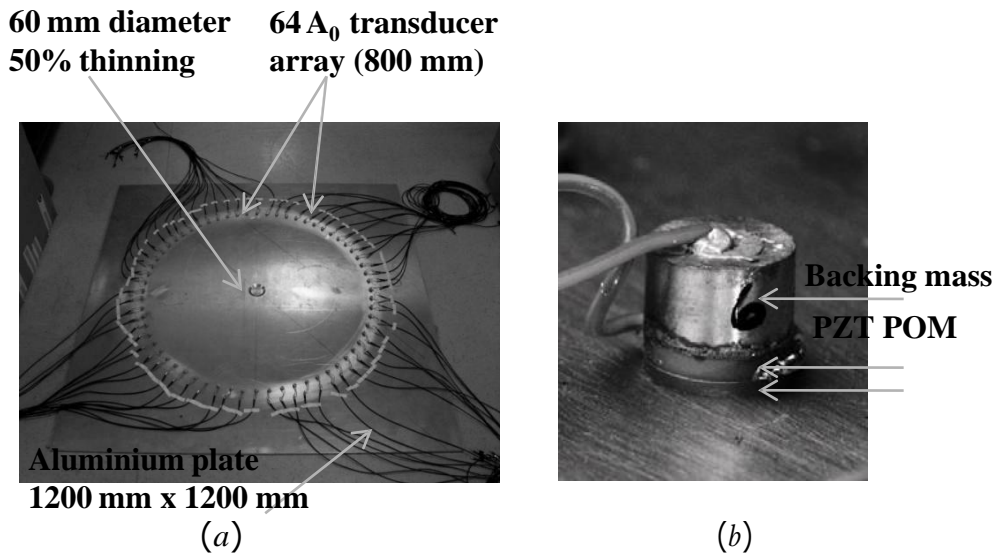 60 mm diameter
50% thinning
64 A₀ transducer
array (800 mm)
Backing mass
PZT POM
Aluminium plate
1200 mm x 1200 mm
(a)
(b)